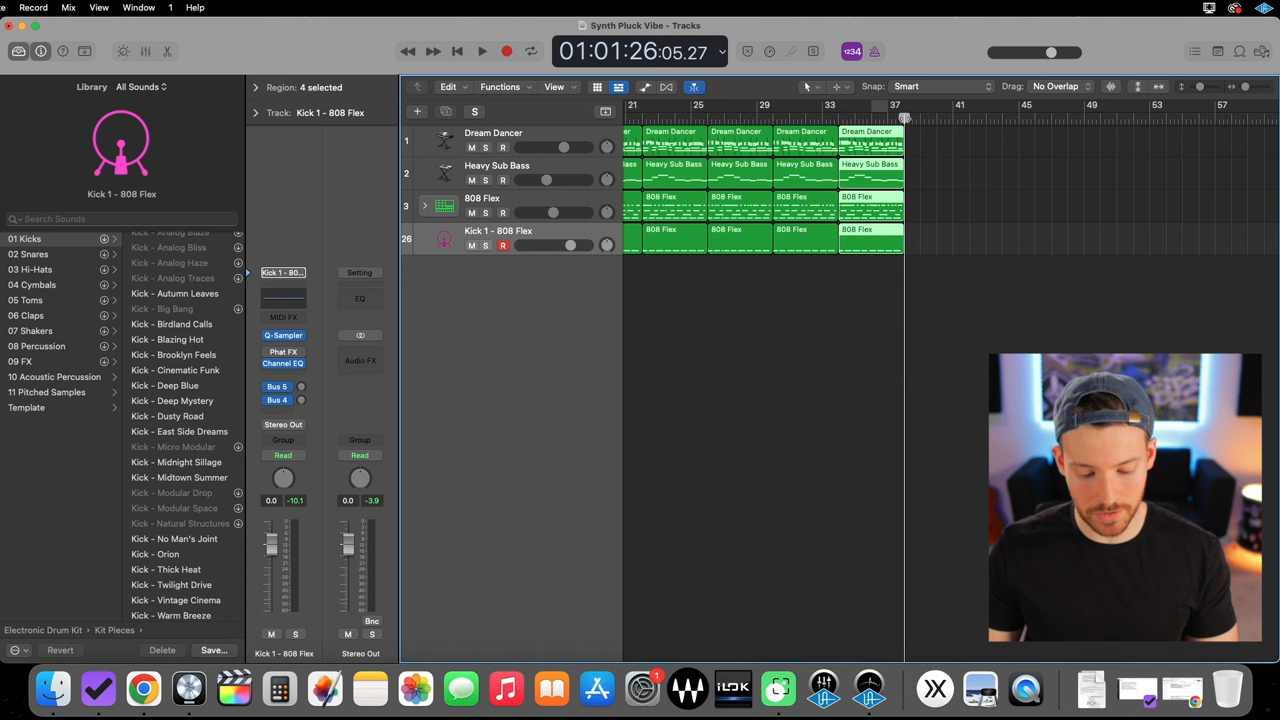 Record Mix View Window 1 Help
Synth Pluck Vibe - Tracks
01:01:26:05.27
1234
Library All Sounds
Kick 1 - 808 Flex
Search Sounds
01 Kicks
02 Snares
03 Hi-Hats
04 Cymbals
05 Toms
06 Claps
07 Shakers
08 Percussion
09 FX
10 Acoustic Percussion
11 Pitched Samples
Template
Kick - Analog Blaze
Kick - Analog Bliss
Kick - Analog Haze
Kick - Analog Traces
Kick - Autumn Leaves
Kick - Big Bang
Kick - Birdland Calls
Kick - Blazing Hot
Kick - Brooklyn Feels
Kick - Cinematic Funk
Kick - Deep Blue
Kick - Deep Mystery
Kick - Dusty Road
Kick - East Side Dreams
Kick - Micro Modular
Kick - Midnight Sillage
Kick - Midtown Summer
Kick - Modular Drop
Kick - Modular Space
Kick - Natural Structures
Kick - No Man's Joint
Kick - Orion
Kick - Thick Heat
Kick - Twilight Drive
Kick - Vintage Cinema
Kick - Warm Breeze
Electronic Drum Kit Kit Pieces
Revert Delete Save...
Region: 4 selected
Track: Kick 1 - 808 Flex
Kick 1 - 80... Setting
EQ
MIDI FX
Q-Sampler
Phat FX
Channel EQ
Audio FX
Bus 5
Bus 4
Stereo Out
Group Group
Read Read
0.0 -10.1 0.0 -3.9
Bnc
M S M S
Kick 1 - 808 Flex Stereo Out
Edit Functions View Snap: Smart Drag: No Overlap
S
21 25 29 33 37 41 45 49 53 57
1 Dream Dancer
M S R
2 Heavy Sub Bass
M S R
3 808 Flex
M S R
26 Kick 1 - 808 Flex
M S R
er Dream Dancer Dream Dancer Dream Dancer Dream Dancer
Bass Heavy Sub Bass Heavy Sub Bass Heavy Sub Bass Heavy Sub Bass
808 Flex 808 Flex 808 Flex 808 Flex
808 Flex 808 Flex 808 Flex 808 Flex
1
iLOK